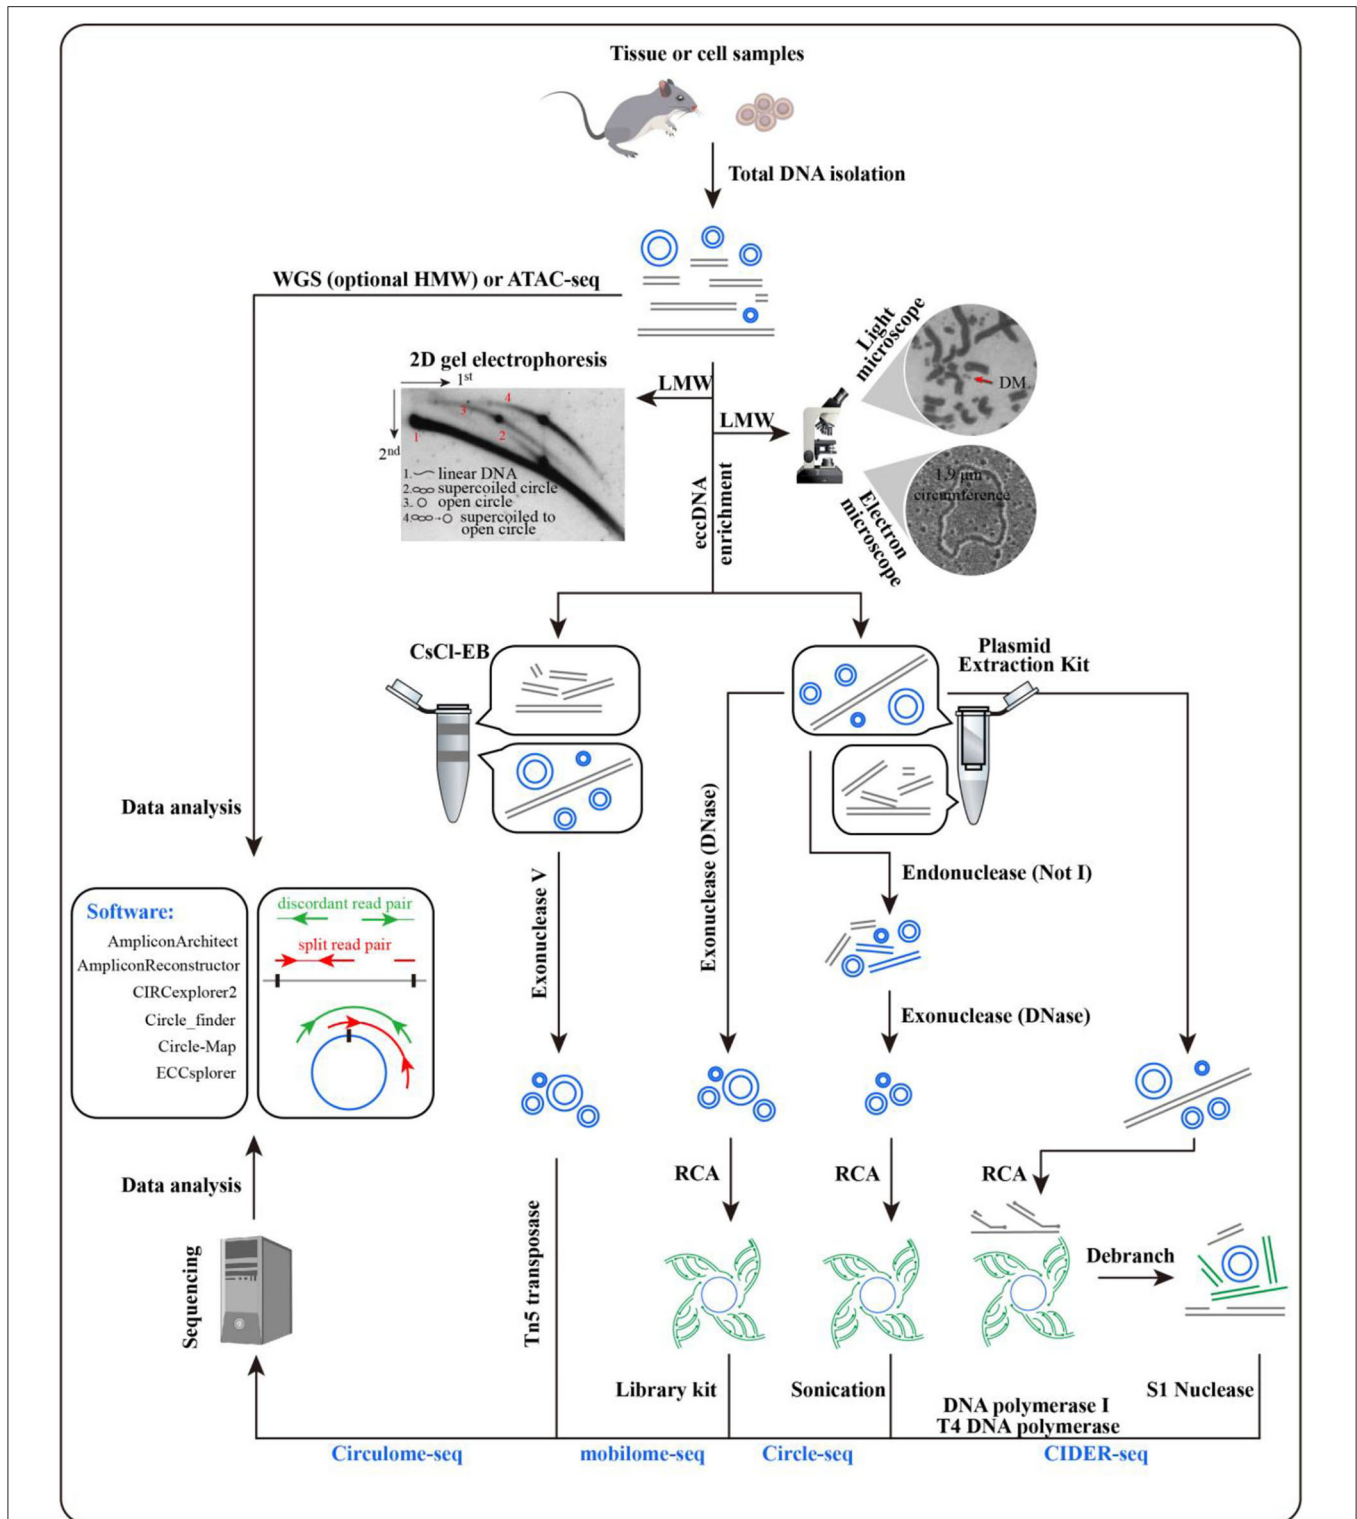 Tissue or cell samples
Total DNA isolation
WGS (optional HMW) or ATAC-seq
2D gel electrophoresis
1st
2nd
1
2
3
4
1. linear DNA
2. supercoiled circle
3. open circle
4 supercoiled to
open circle
LMW
LMW
Light
microscope
DM
1.9 μm
circumference
Electron
microscope
eccDNA
enrichment
CsCl-EB
Plasmid
Extraction Kit
Data analysis
Exonuclease V
Exonuclease (DNase)
Endonuclease (Not I)
Exonuclease (DNase)
Software:
AmpliconArchitect
AmpliconReconstructor
CIRCexplorer2
Circle_finder
Circle-Map
ECCsplorer
discordant read pair
split read pair
Data analysis
Sequencing
Tn5 transposase
RCA
RCA
RCA
Debranch
Library kit
Sonication
DNA polymerase I
T4 DNA polymerase
S1 Nuclease
Circulome-seq
mobilome-seq
Circle-seq
CIDER-seq